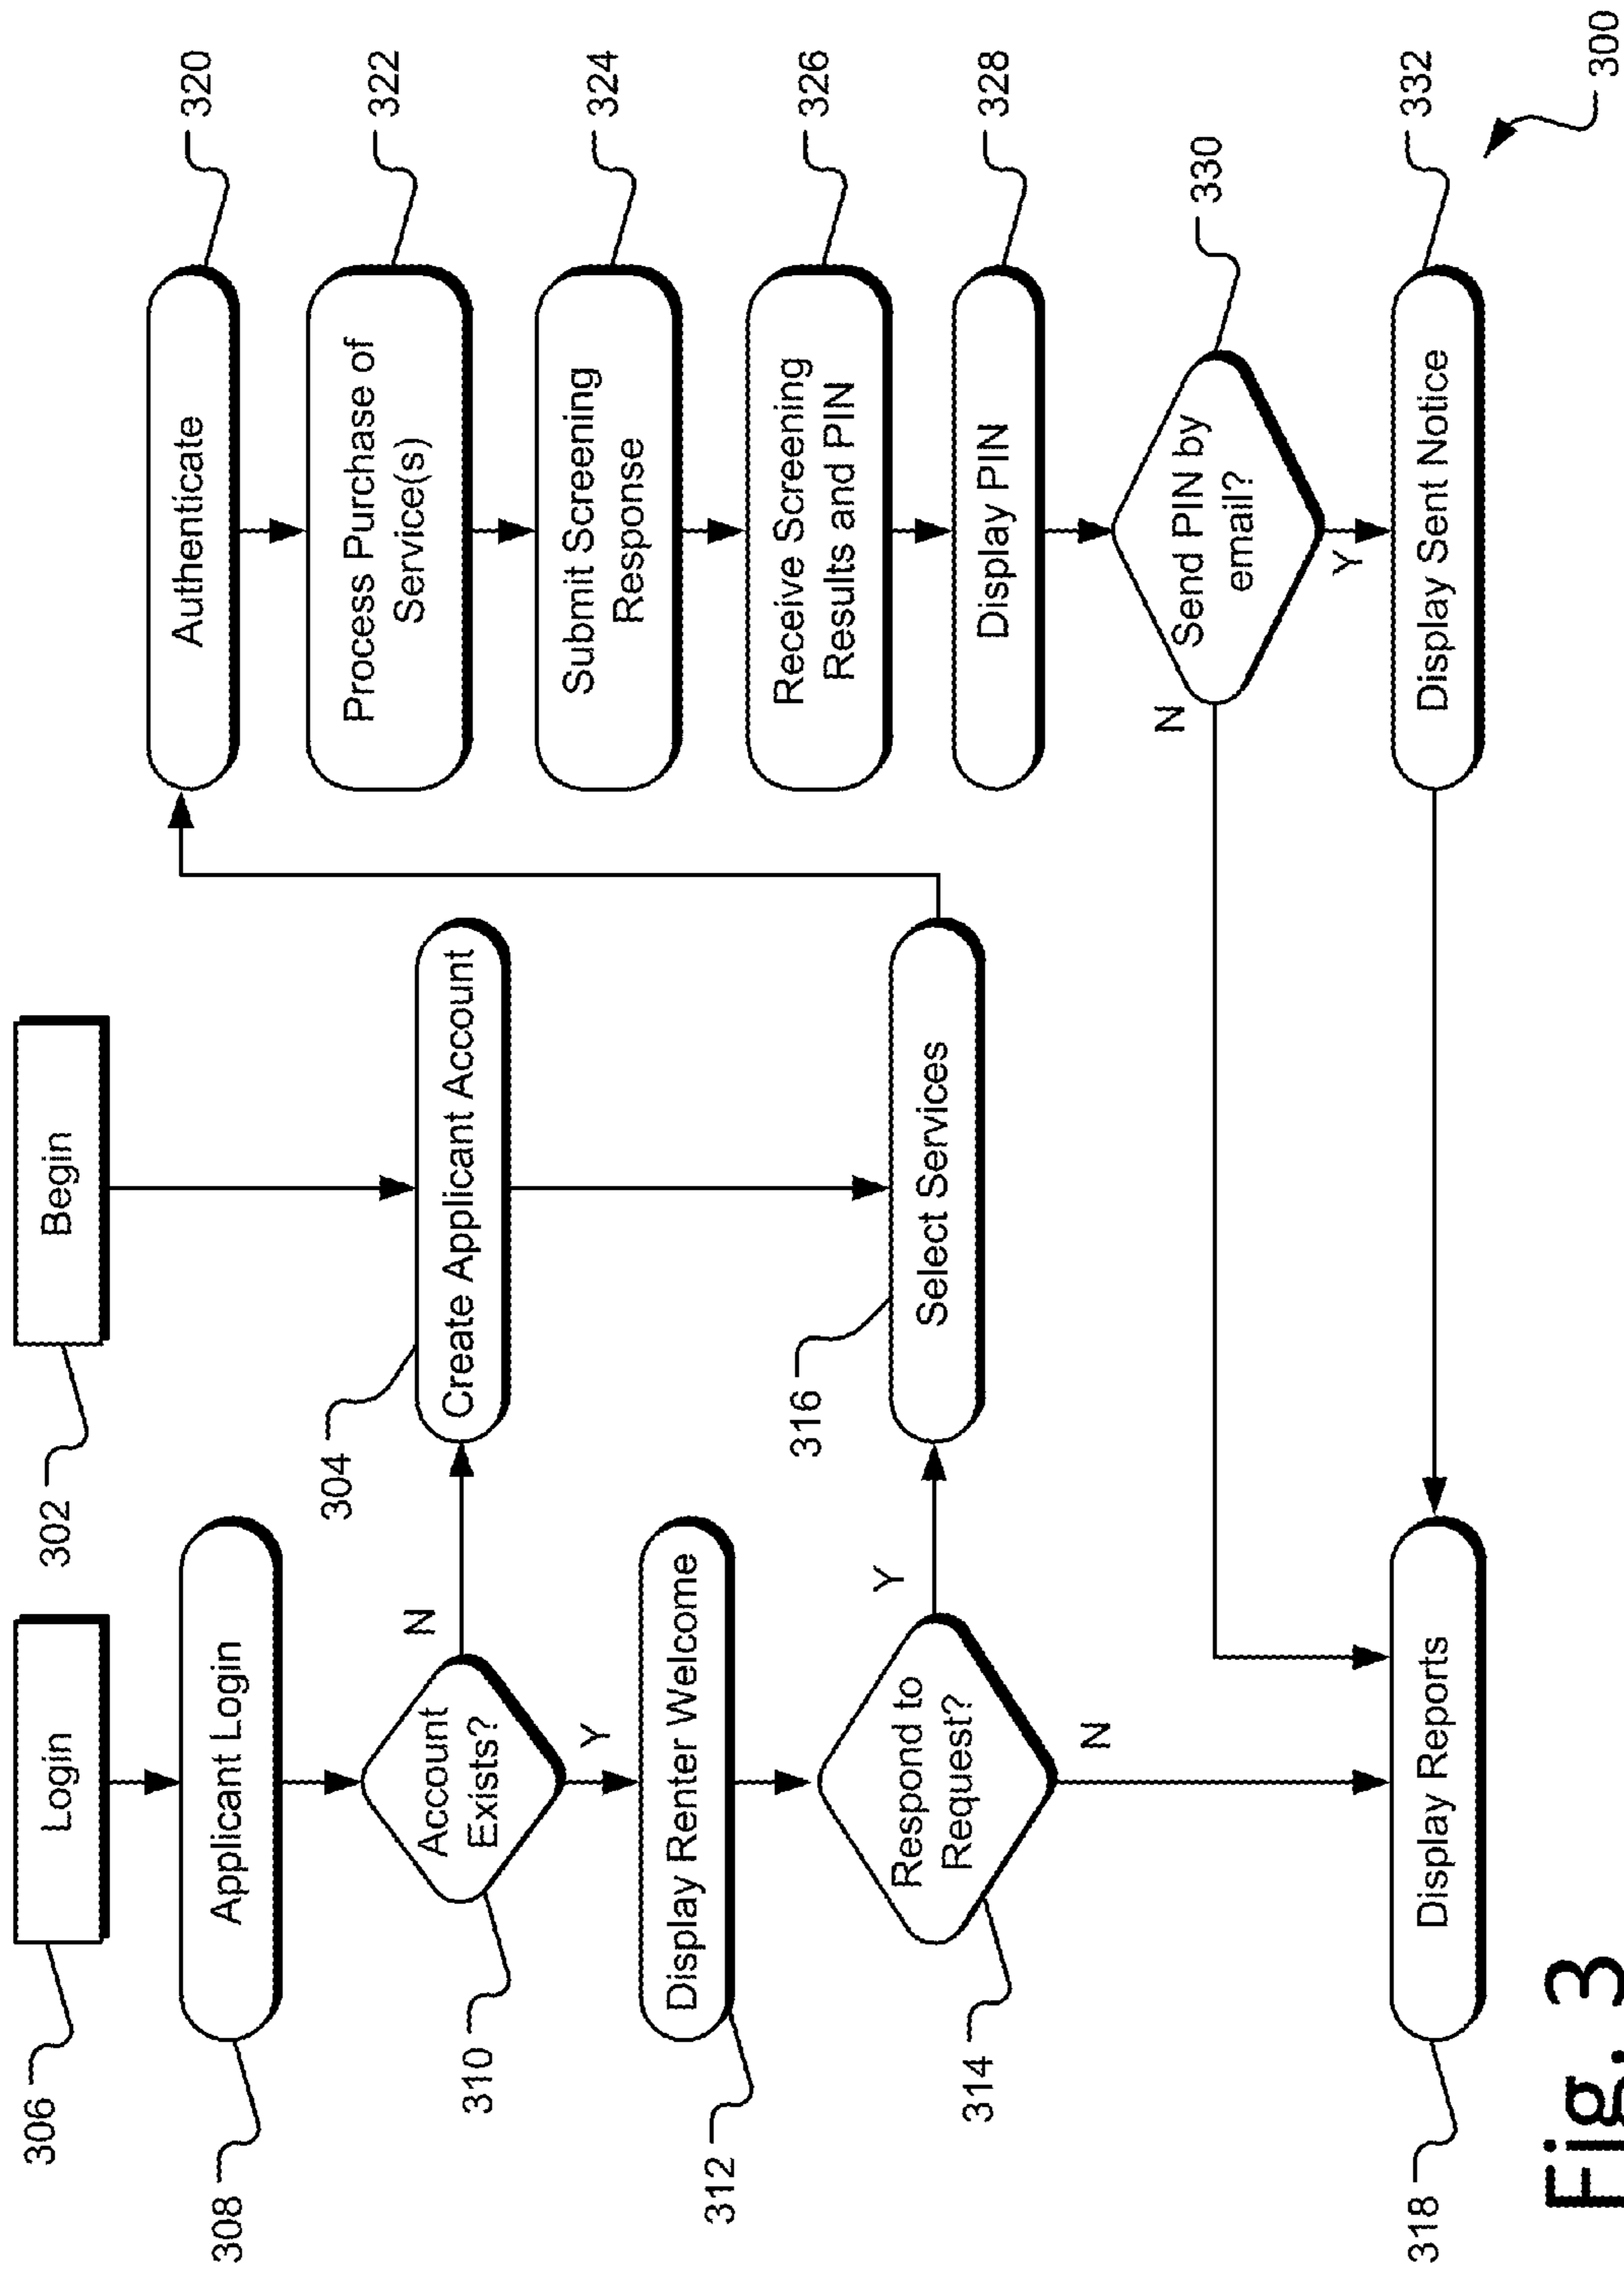 Login
306
Applicant Login
308
Account
Exists?
310
N
Y
Display Renter Welcome
312
Respond to
Request?
314
Y
N
Display Reports
318
Begin
302
Create Applicant Account
304
Select Services
316
Authenticate
320
Process Purchase of
Service(s)
322
Submit Screening
Response
324
Receive Screening
Results and PIN
326
Display PIN
328
Send PIN by
email?
330
N
Y
Display Sent Notice
332
300
Fig. 3